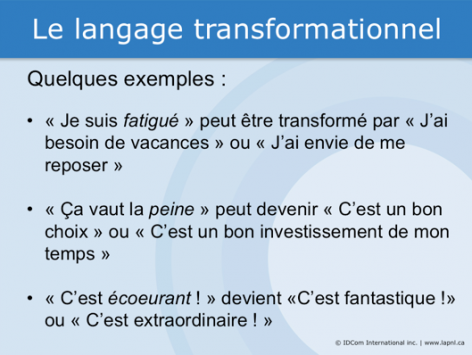 Le langage transformationnel
Quelques exemples :
• « Je suis fatigué » peut être transformé par « J'ai
besoin de vacances » ou « J'ai envie de me
reposer »
• « Ça vaut la peine » peut devenir « C'est un bon
choix » ou « C'est un bon investissement de mon
temps »
• « C'est écoeurant ! » devient «C'est fantastique !»
ou « C'est extraordinaire ! »
© IDCom International inc. | www.lapnl.ca